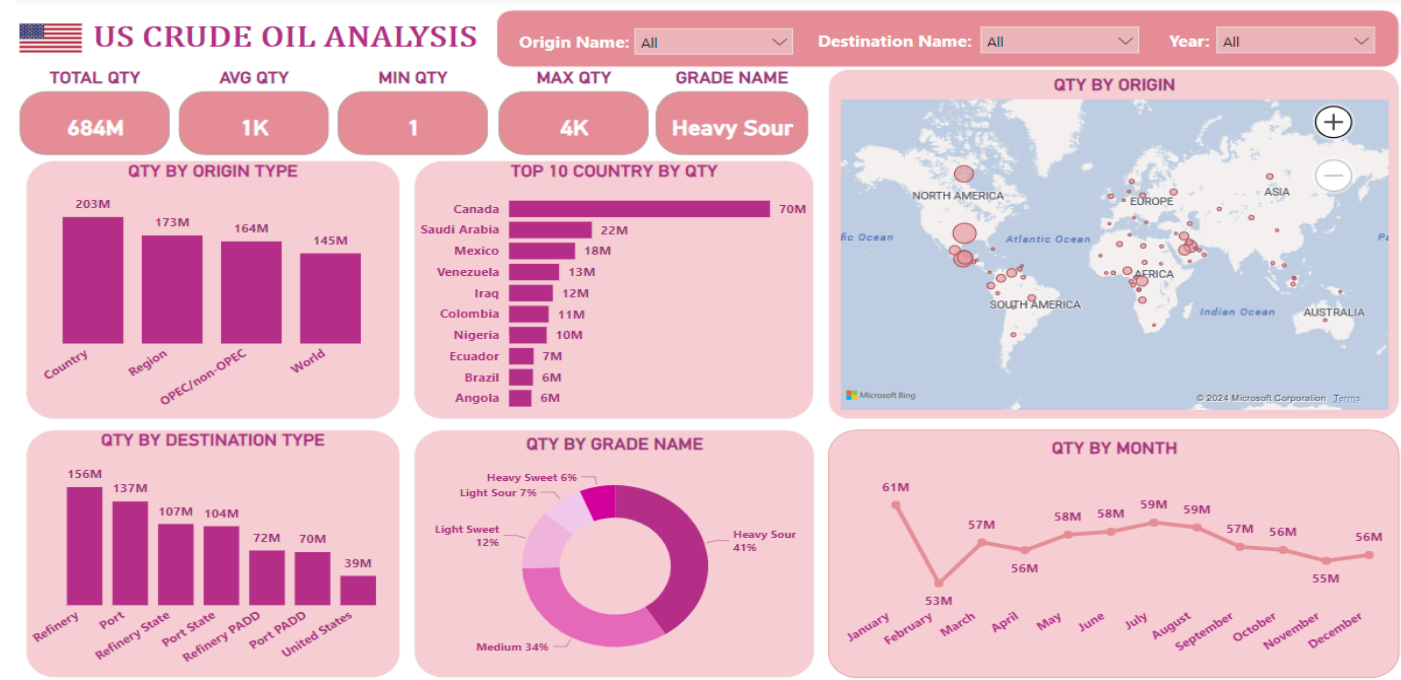 US CRUDE OIL ANALYSIS
Origin Name: All
Destination Name: All
Year: All
TOTAL QTY
684M
AVG QTY
1K
MIN QTY
1
MAX QTY
4K
GRADE NAME
Heavy Sour
QTY BY ORIGIN TYPE
203M
173M
164M
145M
Country
Region
OPEC/non-OPEC
World
TOP 10 COUNTRY BY QTY
Canada 70M
Saudi Arabia 22M
Mexico 18M
Venezuela 13M
Iraq 12M
Colombia 11M
Nigeria 10M
Ecuador 7M
Brazil 6M
Angola 6M
QTY BY ORIGIN
NORTH AMERICA
EUROPE
ASIA
fic Ocean
Atlantic Ocean
Pa
AFRICA
SOUTH AMERICA
Indian Ocean
AUSTRALIA
Microsoft Bing
© 2024 Microsoft Corporation Terms
QTY BY DESTINATION TYPE
156M
137M
107M
104M
72M
70M
39M
Refinery
Port
Refinery State
Port State
Refinery PADD
Port PADD
United States
QTY BY GRADE NAME
Heavy Sweet 6%
Light Sour 7%
Light Sweet
12%
Heavy Sour
41%
Medium 34%
QTY BY MONTH
61M
53M
57M
56M
58M
58M
59M
59M
57M
56M
55M
56M
January
February
March
April
May
June
July
August
September
October
November
December